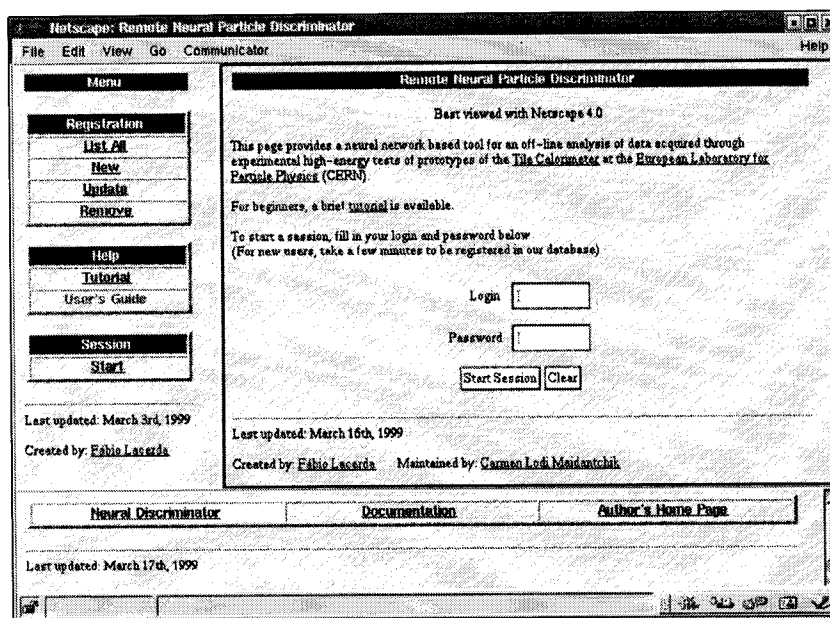 Netscape: Remote Neural Particle Discriminator
File Edit View Go Communicator Help
Menu
Registration
List All
New
Update
Remove
Help
Tutorial
User's Guide
Session
Start
Last updated: March 3rd, 1999
Created by: Fábio Lacerda
Remote Neural Particle Discriminator
Best viewed with Netscape 4.0
This page provides a neural network based tool for an off-line analysis of data acquired through
experimental high-energy tests of prototypes of the Tile Calorimeter at the European Laboratory for
Particle Physics (CERN)
For beginners, a brief tutorial is available.
To start a session, fill in your login and password below
(For new users, take a few minutes to be registered in our database)
Login
Password
Start Session Clear
Last updated: March 16th, 1999
Created by: Fábio Lacerda Maintained by: Carmen Lodi Maidantchik
Neural Discriminator Documentation Author's Home Page
Last updated: March 17th, 1999